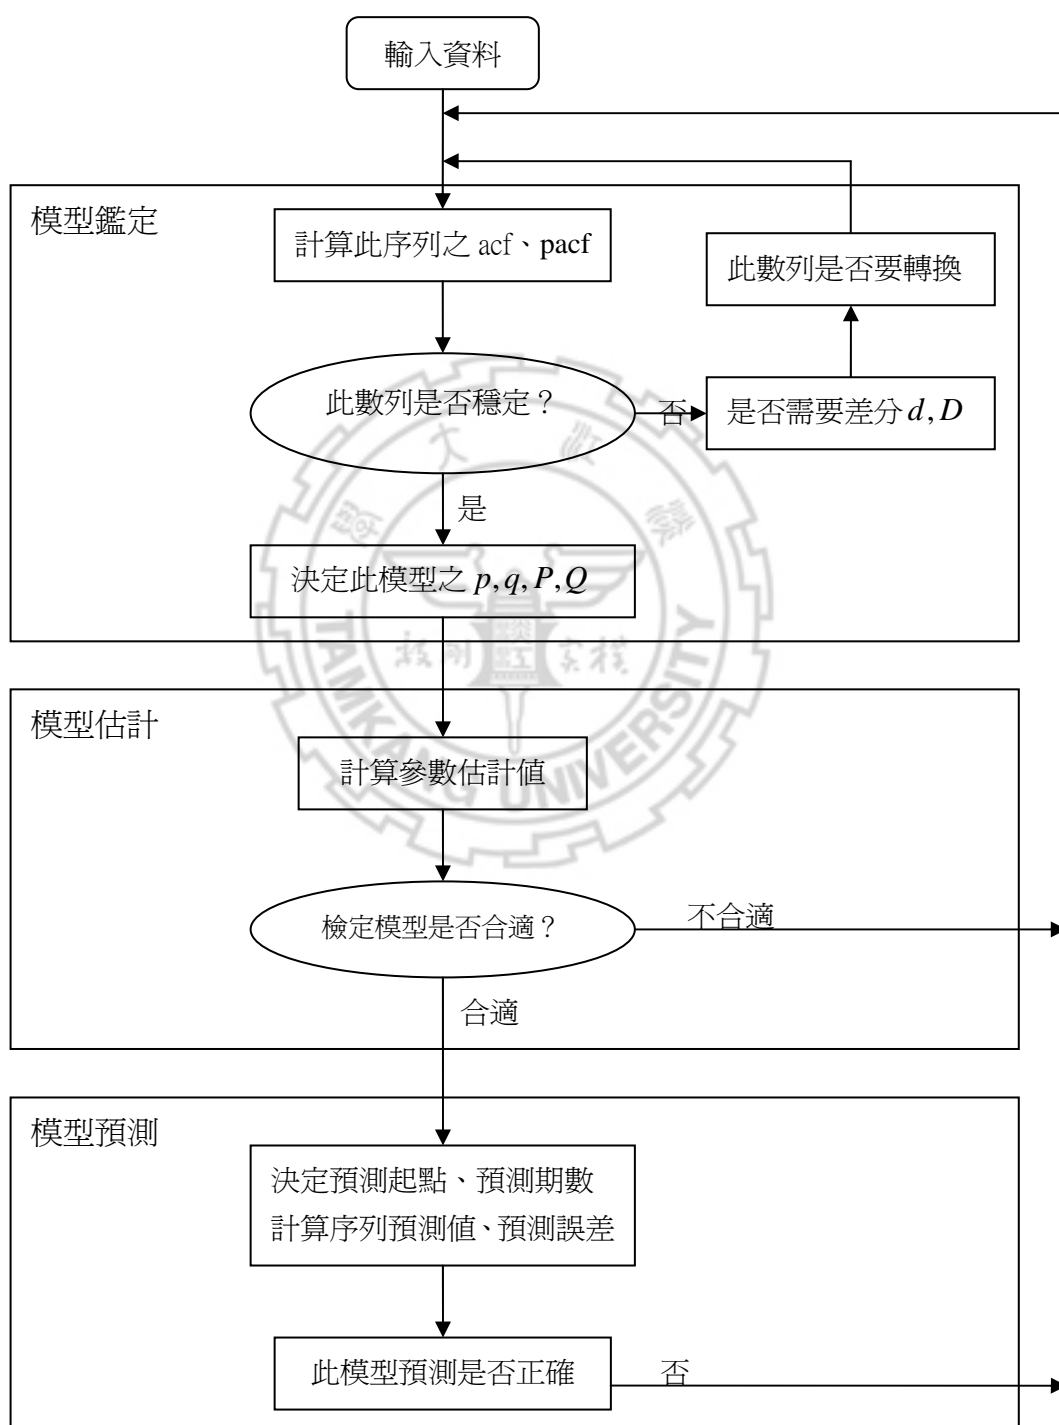 輸入資料
模型鑑定
計算此序列之 acf、pacf
此數列是否要轉換
此數列是否穩定？
否
是否需要差分 d, D
是
決定此模型之 p, q, P, Q
TAMKANG UNIVERSITY
模型估計
計算參數估計值
檢定模型是否合適？
不合適
合適
模型預測
決定預測起點、預測期數
計算序列預測值、預測誤差
此模型預測是否正確
否